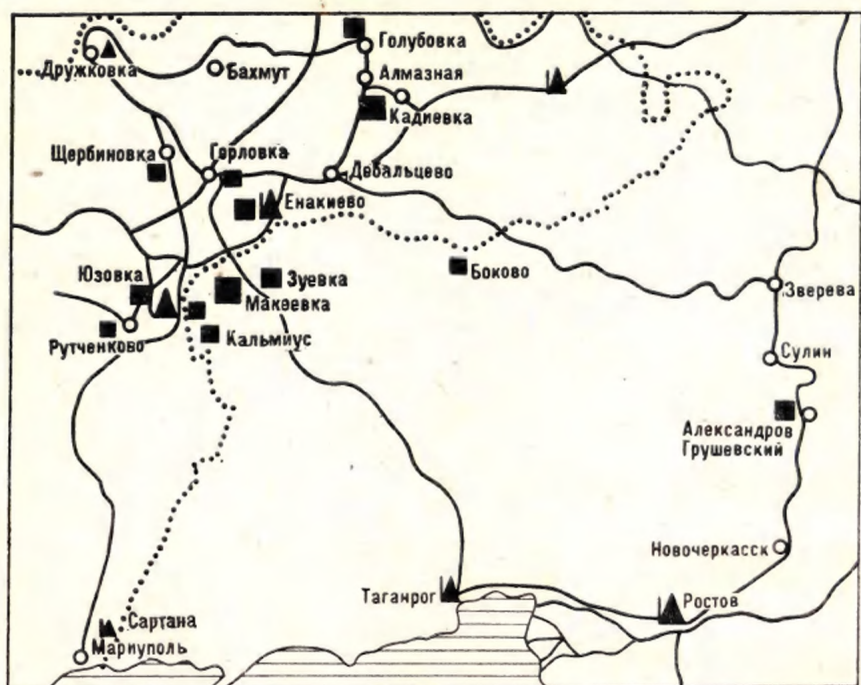 Голубовка
Дружковка
Бахмут
Алмазная
Кадиевка
Щербиновка
Горловка
Дебальцево
Енакиево
Юзовка
Зуевка
Боково
Макеевка
Зверева
Рутченково
Кальмиус
Сулин
Александров
Грушевский
Новочеркасск
Таганрог
Ростов
Сартана
Мариуполь